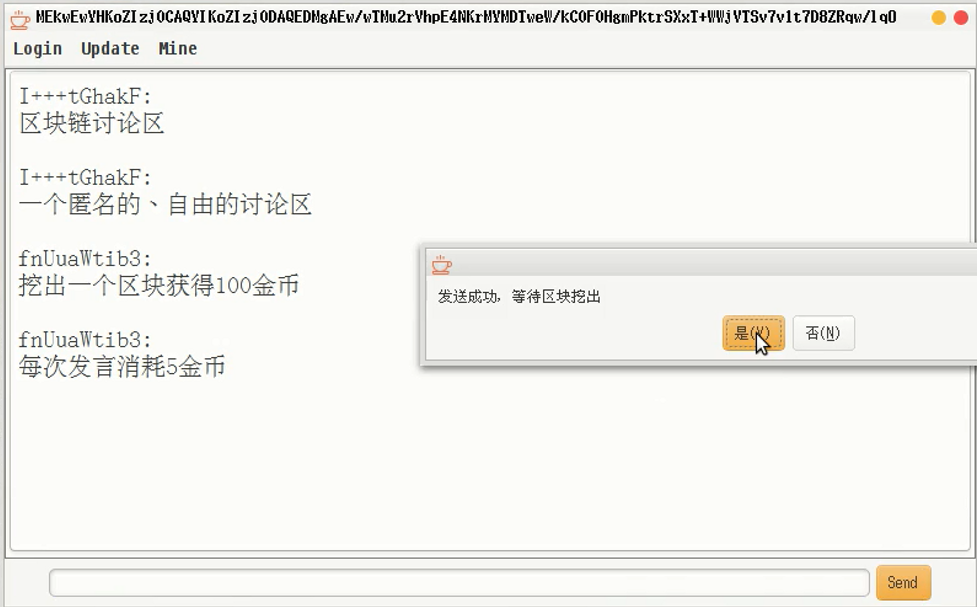 MEkwEwYHKoZIzj0CAQYIKoZIzj0DAQEDMgAEw/wTMu2rVhpE4NKrMYMDTweW/kCOFOHgmPktrSXxT+WWjVTSv7v1t7D8ZRqw/lqO
Login Update Mine
I+++tGhakF:
区块链讨论区
I+++tGhakF:
一个匿名的、自由的讨论区
fnUuaWtib3:
挖出一个区块获得100金币
fnUuaWtib3:
每次发言消耗5金币
发送成功, 等待区块挖出
是(Y) 否(N)
Send